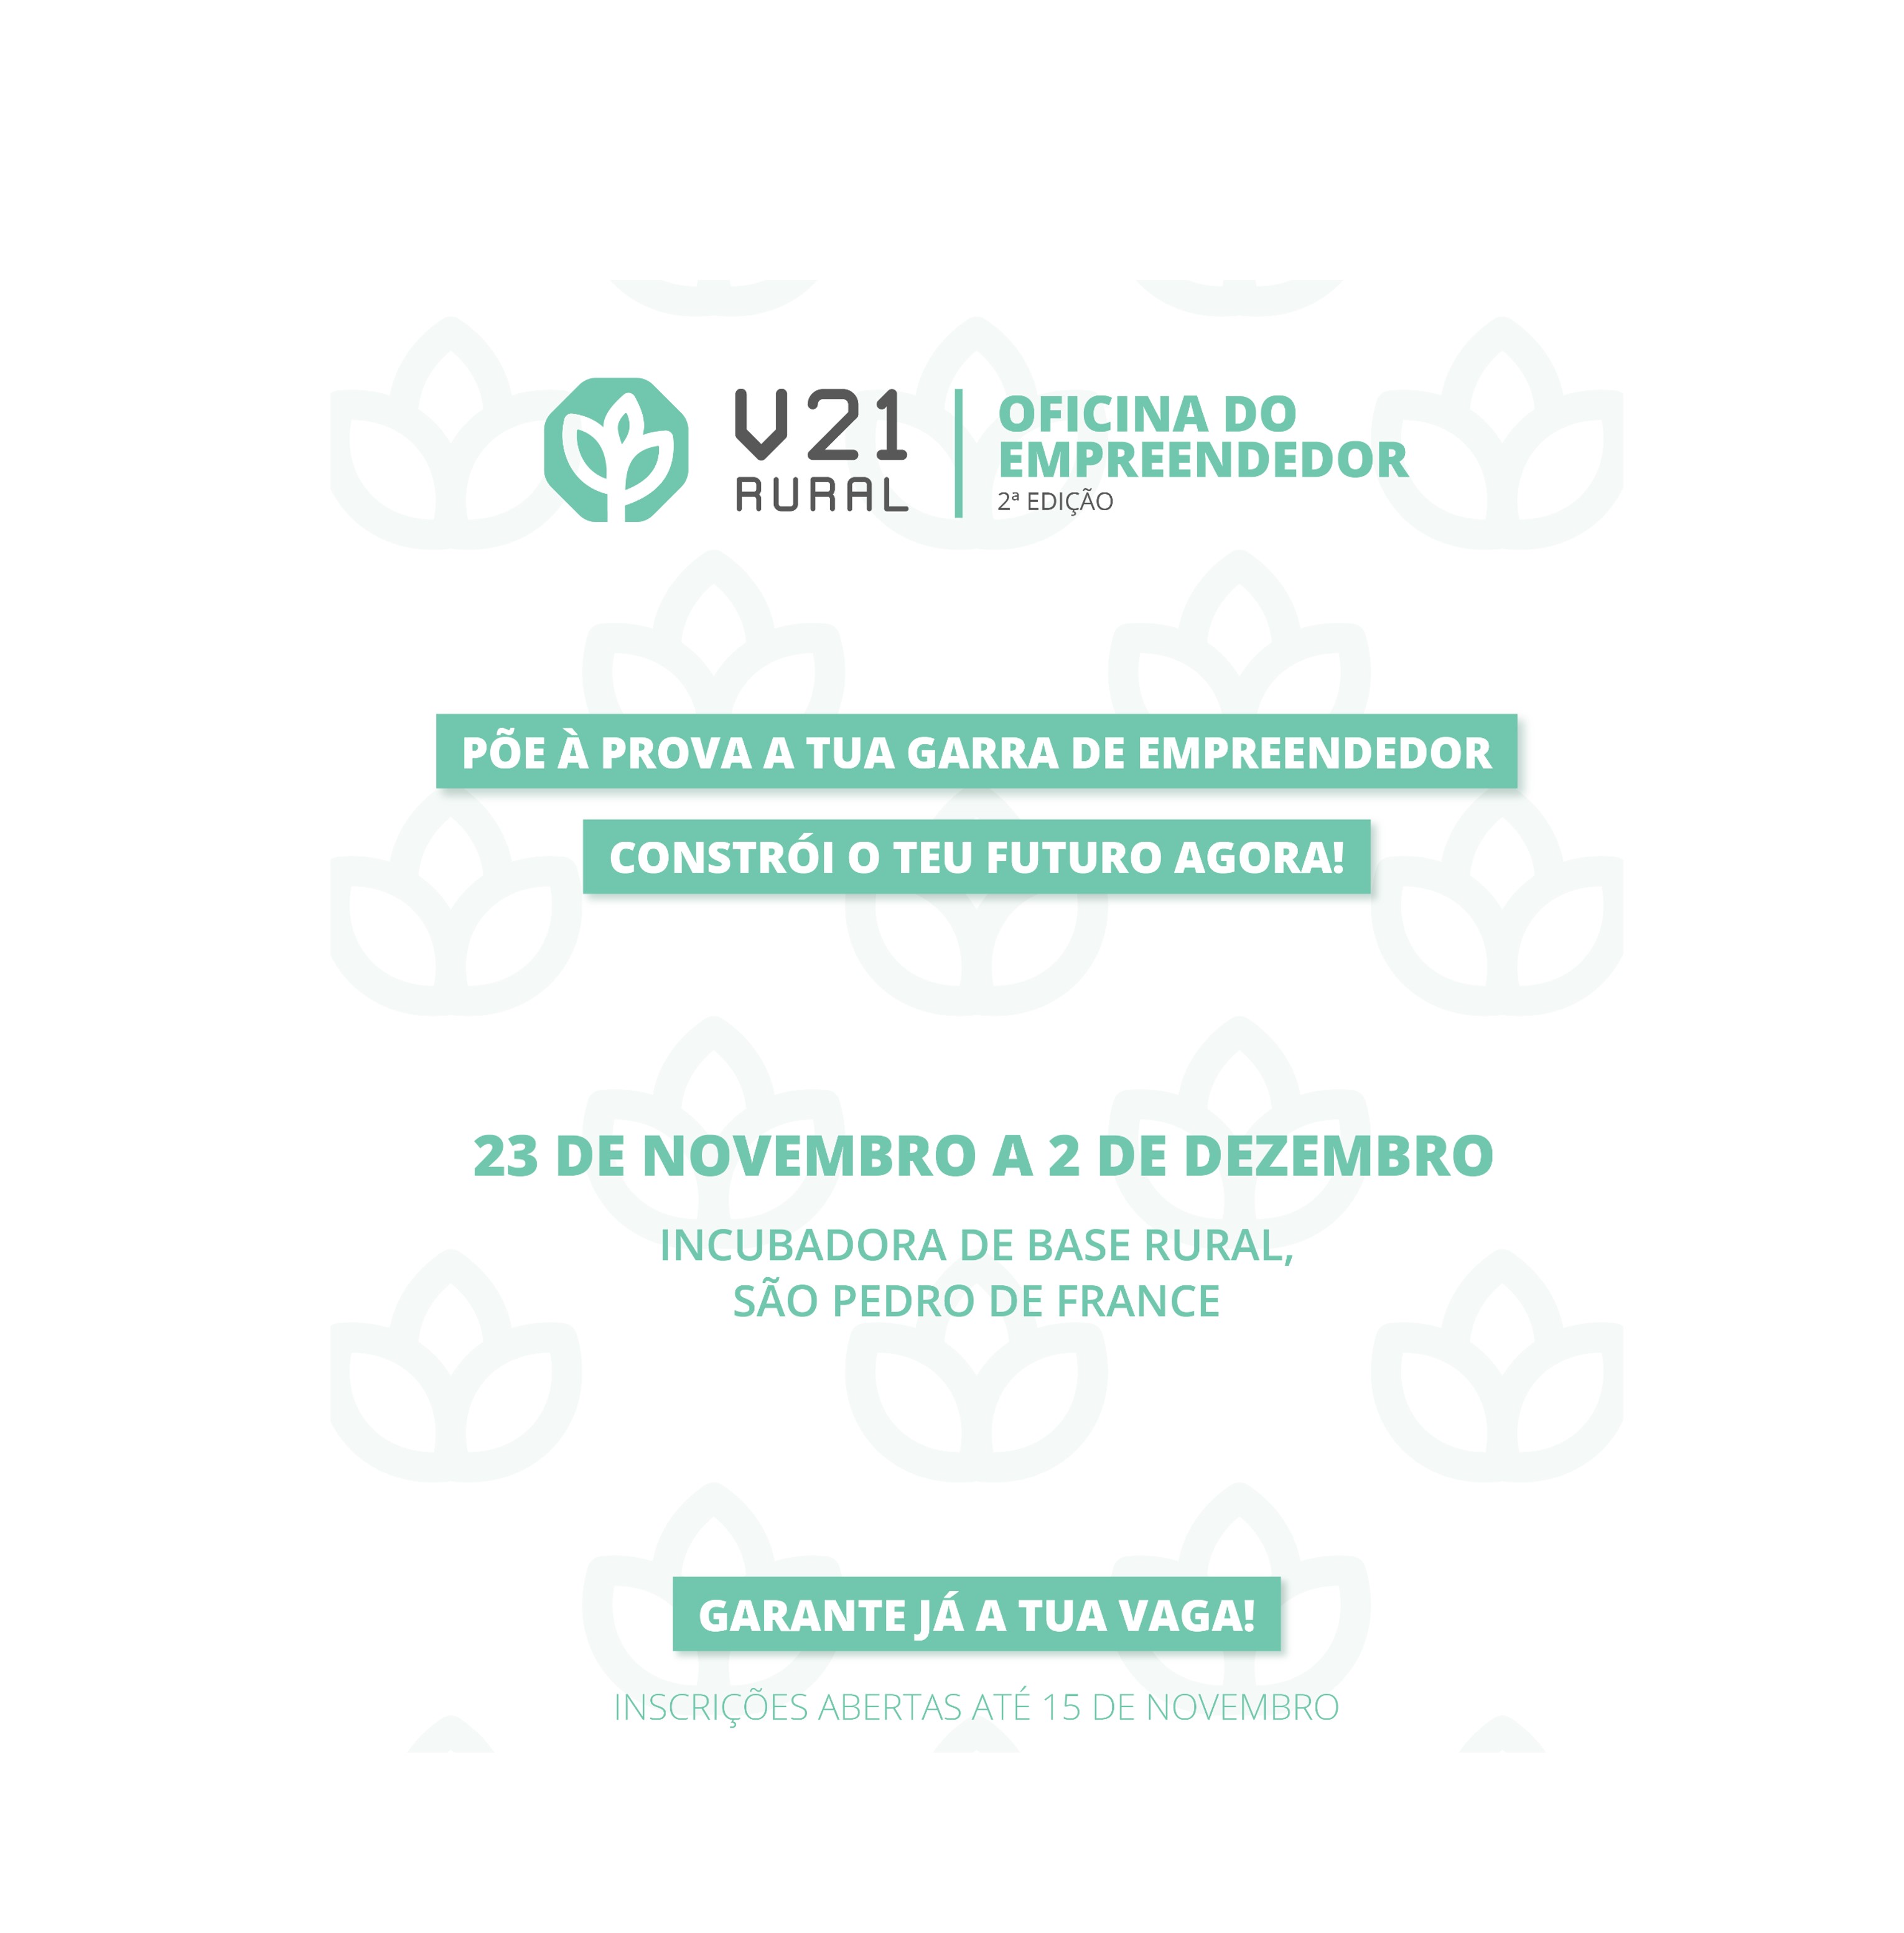 V21
RURAL
OFICINA DO
EMPREENDEDOR
2ª EDIÇÃO
PÕE À PROVA A TUA GARRA DE EMPREENDEDOR
CONSTRÓI O TEU FUTURO AGORA!
23 DE NOVEMBRO A 2 DE DEZEMBRO
INCUBADORA DE BASE RURAL,
SÃO PEDRO DE FRANCE
GARANTE JÁ A TUA VAGA!
INSCRIÇÕES ABERTAS ATÉ 15 DE NOVEMBRO